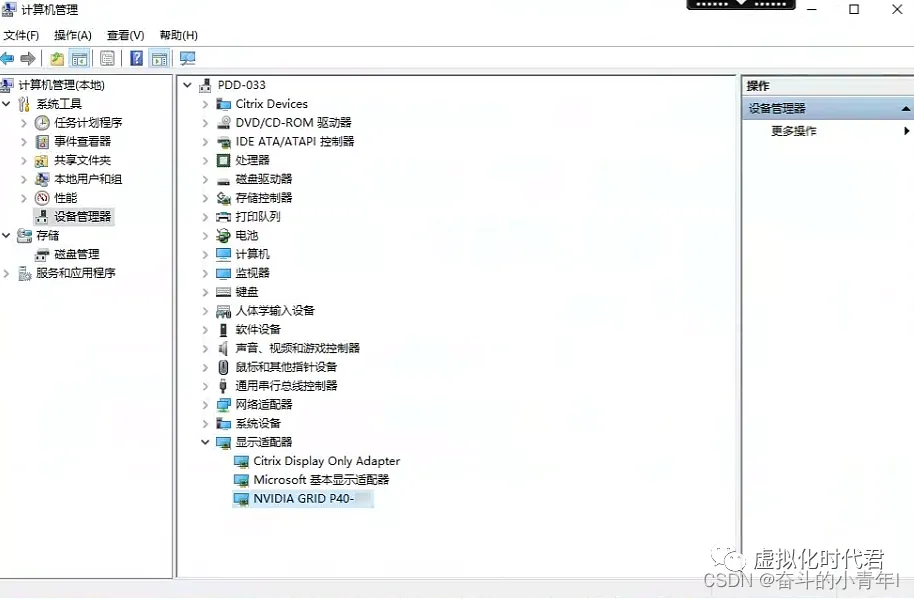 计算机管理
文件(F) 操作(A) 查看(V) 帮助(H)
计算机管理(本地)
系统工具
任务计划程序
事件查看器
共享文件夹
本地用户和组
性能
设备管理器
存储
磁盘管理
服务和应用程序
PDD-033
Citrix Devices
DVD/CD-ROM 驱动器
IDE ATA/ATAPI 控制器
处理器
磁盘驱动器
存储控制器
打印队列
电池
计算机
监视器
键盘
人体学输入设备
软件设备
声音、视频和游戏控制器
鼠标和其他指针设备
通用串行总线控制器
网络适配器
系统设备
显示适配器
Citrix Display Only Adapter
Microsoft 基本显示适配器
NVIDIA GRID P40-
操作
设备管理器
更多操作
虚拟化时代君
CSDN @奋斗的小青年I